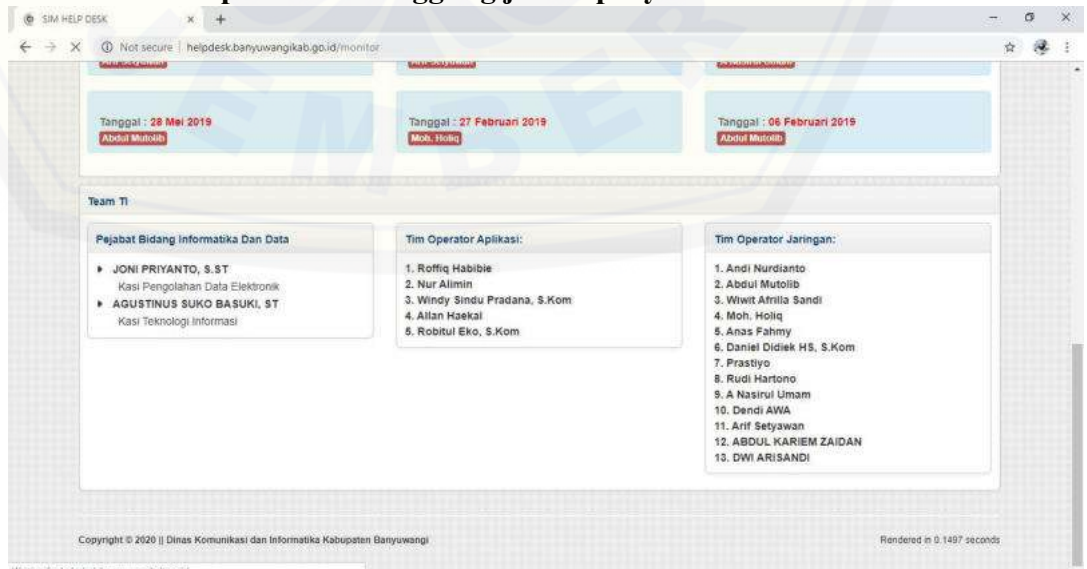 SIM HELP DESK
Not secure | helpdesk.banyuwangikab.go.id/monitor
Tanggal : 28 Mei 2019
Abdul Mutolib
Tanggal : 27 Februari 2019
Moh. Holiq
Tanggal : 06 Februari 2019
Abdul Mutolib
Team TI
Pejabat Bidang Informatika Dan Data
JONI PRIYANTO, S.ST
Kasi Pengolahan Data Elektronik
AGUSTINUS SUKO BASUKI, ST
Kasi Teknologi Informasi
Tim Operator Aplikasi:
1. Roffiq Habibie
2. Nur Alimin
3. Windy Sindu Pradana, S.Kom
4. Allan Haekal
5. Robitul Eko, S.Kom
Tim Operator Jaringan:
1. Andi Nurdianto
2. Abdul Mutolib
3. Wiwit Afrilla Sandi
4. Moh. Holiq
5. Anas Fahmy
6. Daniel Didiek HS, S.Kom
7. Prastiyo
8. Rudi Hartono
9. A Nasirul Umam
10. Dendi AWA
11. Arif Setyawan
12. ABDUL KARIEM ZAIDAN
13. DWI ARISANDI
Copyright © 2020 || Dinas Komunikasi dan Informatika Kabupaten Banyuwangi
Rendered in 0.1497 seconds